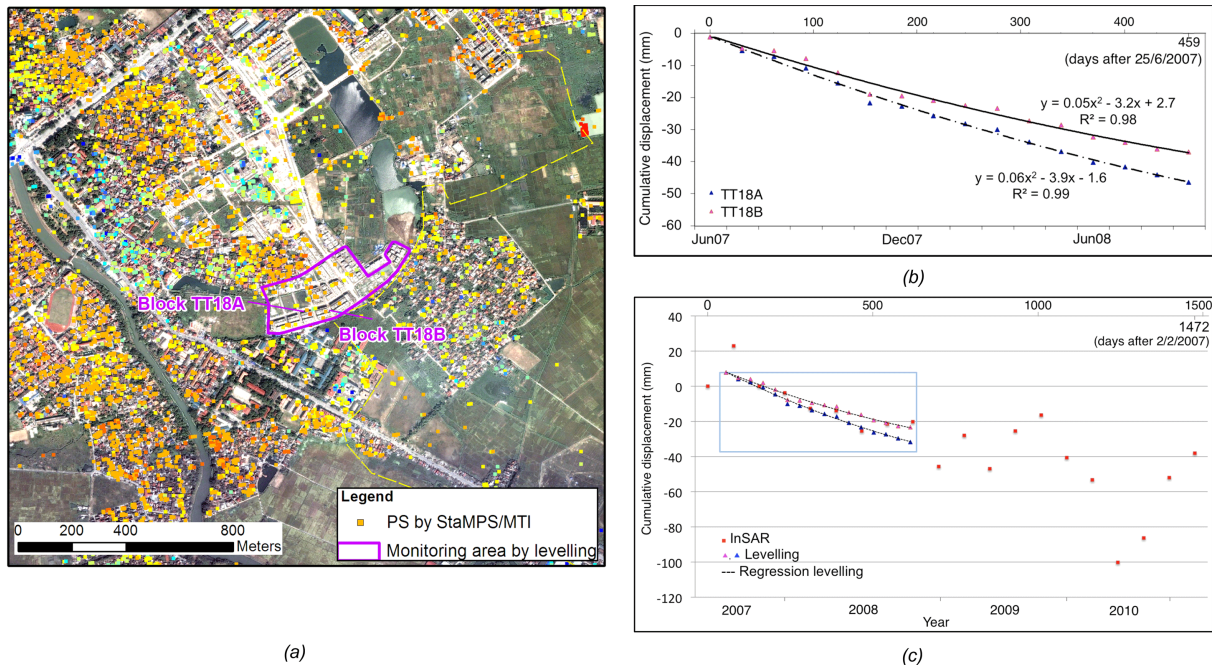 Block TT18A
Block TT18B
Legend
PS by StaMPS/MTI
Monitoring area by levelling
0 200 400 800
Meters
(a)
0 100 200 300 400
459
(days after 25/6/2007)
Cumulative displacement (mm)
0
-10
-20
-30
-40
-50
-60
y = 0.05x² - 3.2x + 2.7
R² = 0.98
y = 0.06x² - 3.9x - 1.6
R² = 0.99
TT18A
TT18B
Jun07 Dec07 Jun08
(b)
0 500 1000 1500
1472
(days after 2/2/2007)
Cumulative displacement (mm)
40
20
0
-20
-40
-60
-80
-100
-120
InSAR
Levelling
--- Regression levelling
2007 2008 2009 2010
Year
(c)